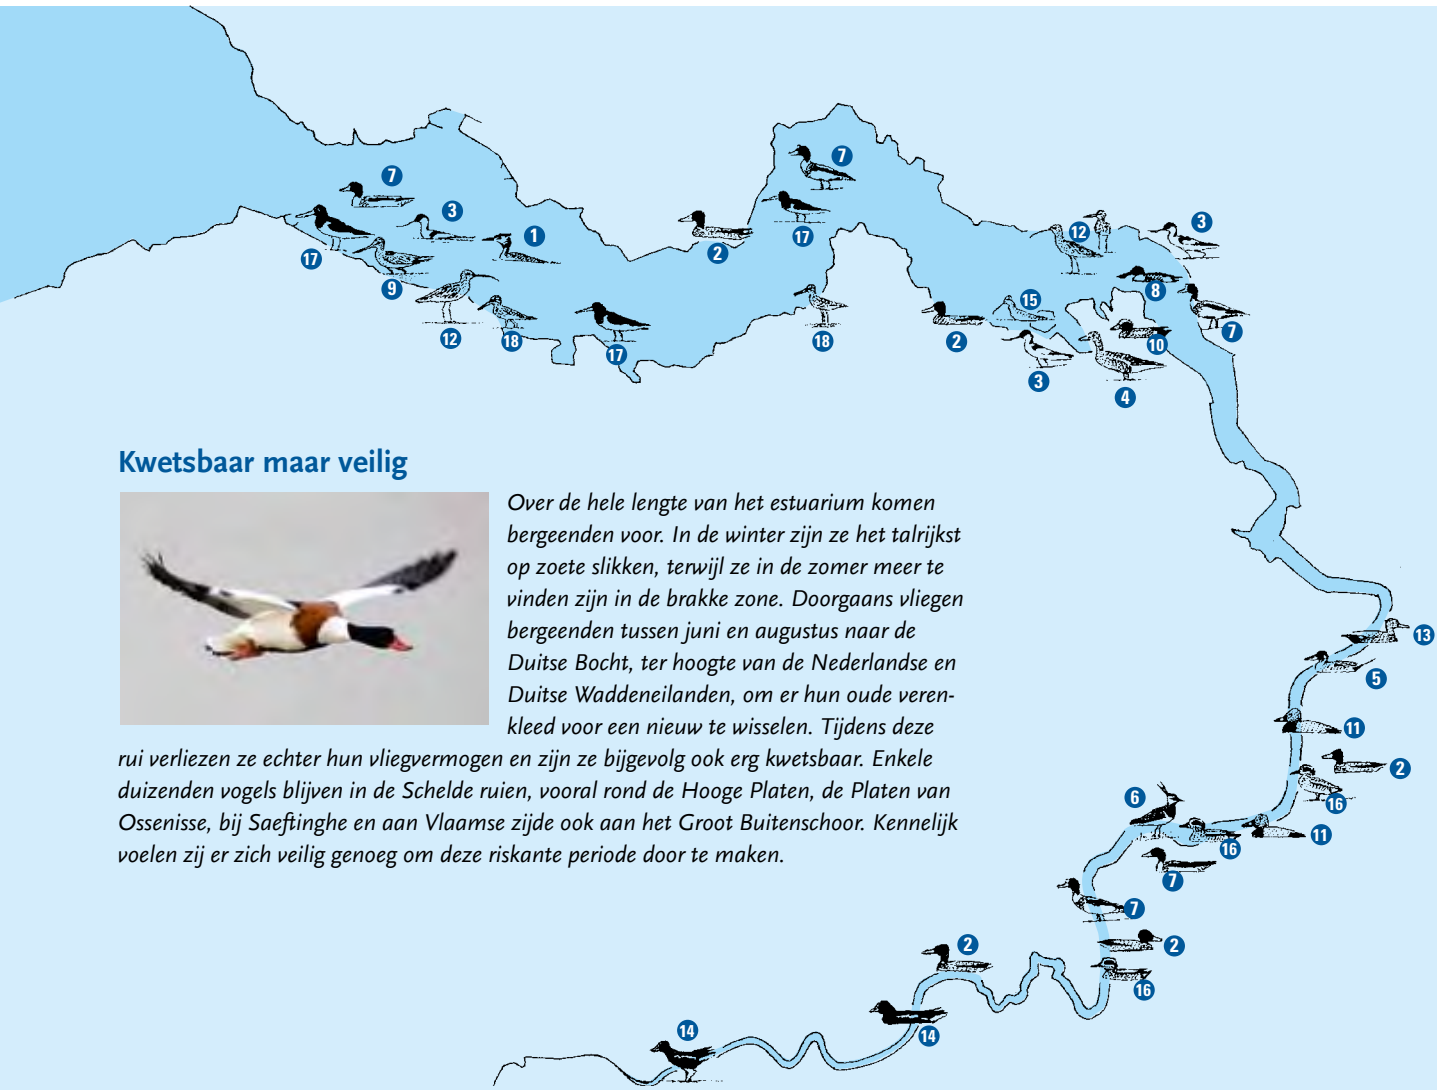 7
7
3
1
17
9
2
17
12
3
12
8
15
18
17
18
2
10
7
3
4
Kwetsbaar maar veilig
Over de hele lengte van het estuarium komen
bergeenden voor. In de winter zijn ze het talrijkst
op zoete slikken, terwijl ze in de zomer meer te
vinden zijn in de brakke zone. Doorgaans vliegen
bergeenden tussen juni en augustus naar de
Duitse Bocht, ter hoogte van de Nederlandse en
Duitse Waddeneilanden, om er hun oude veren-
kleed voor een nieuw te wisselen. Tijdens deze
rui verliezen ze echter hun vliegvermogen en zijn ze bijgevolg ook erg kwetsbaar. Enkele
duizenden vogels blijven in de Schelde ruien, vooral rond de Hooge Platen, de Platen van
Ossenisse, bij Saeftinghe en aan Vlaamse zijde ook aan het Groot Buitenschoor. Kennelijk
voelen zij er zich veilig genoeg om deze riskante periode door te maken.
13
5
11
2
16
6
16
11
7
7
2
2
16
14
14